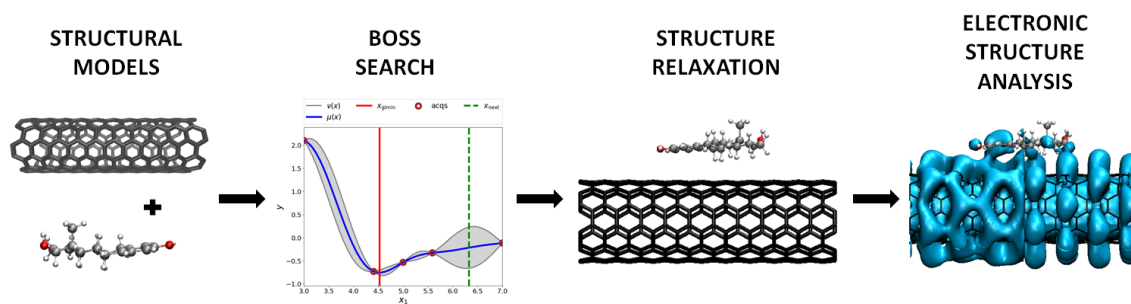 STRUCTURAL
MODELS
BOSS
SEARCH
STRUCTURE
RELAXATION
ELECTRONIC
STRUCTURE
ANALYSIS
ν(x) x_glmin acqs x_next
μ(x)
2.0
1.5
1.0
0.5
0.0
−0.5
−1.0
y
3.0 3.5 4.0 4.5 5.0 5.5 6.0 6.5 7.0
x₁
+